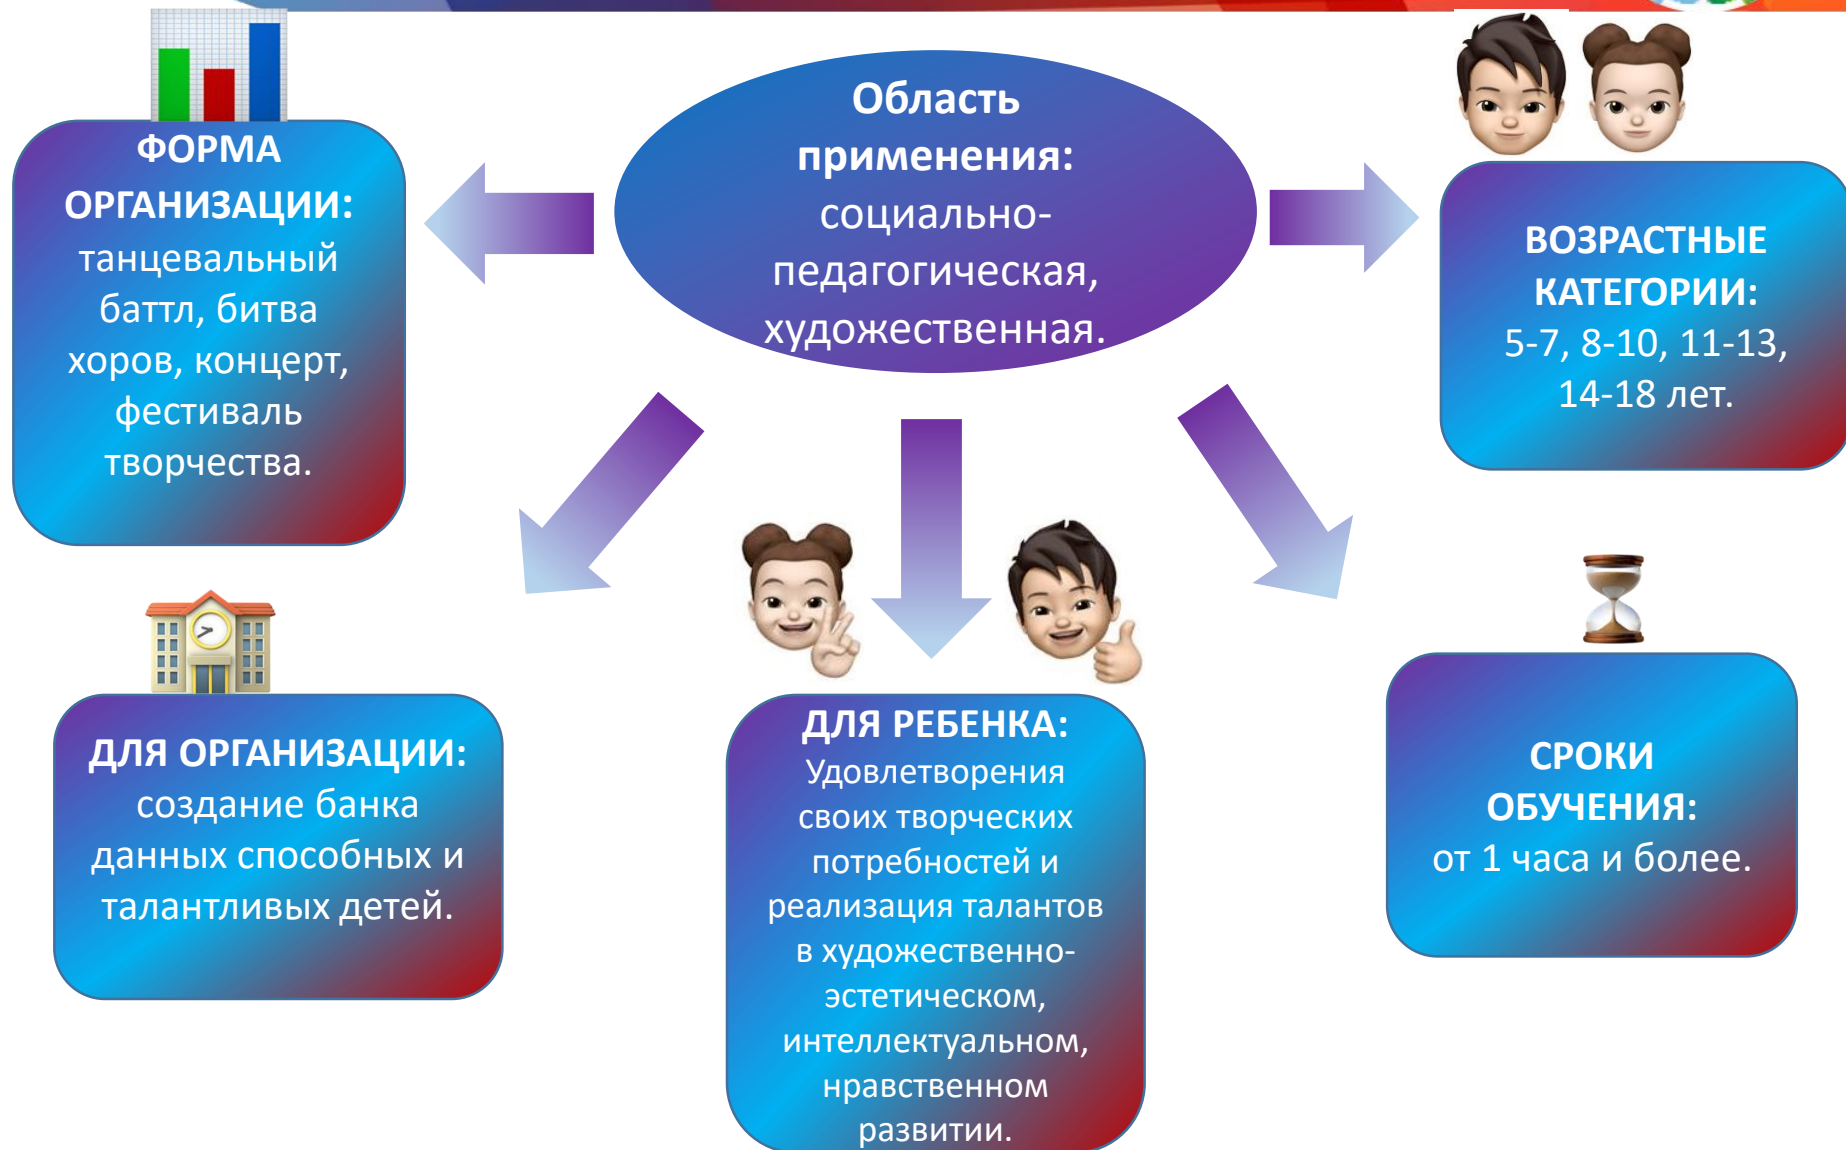 Область
применения:
социально-
педагогическая,
художественная.
ФОРМА
ОРГАНИЗАЦИИ:
танцевальный
баттл, битва
хоров, концерт,
фестиваль
творчества.
ВОЗРАСТНЫЕ
КАТЕГОРИИ:
5-7, 8-10, 11-13,
14-18 лет.
ДЛЯ ОРГАНИЗАЦИИ:
создание банка
данных способных и
талантливых детей.
ДЛЯ РЕБЕНКА:
Удовлетворения
своих творческих
потребностей и
реализация талантов
в художественно-
эстетическом,
интеллектуальном,
нравственном
развитии.
СРОКИ
ОБУЧЕНИЯ:
от 1 часа и более.